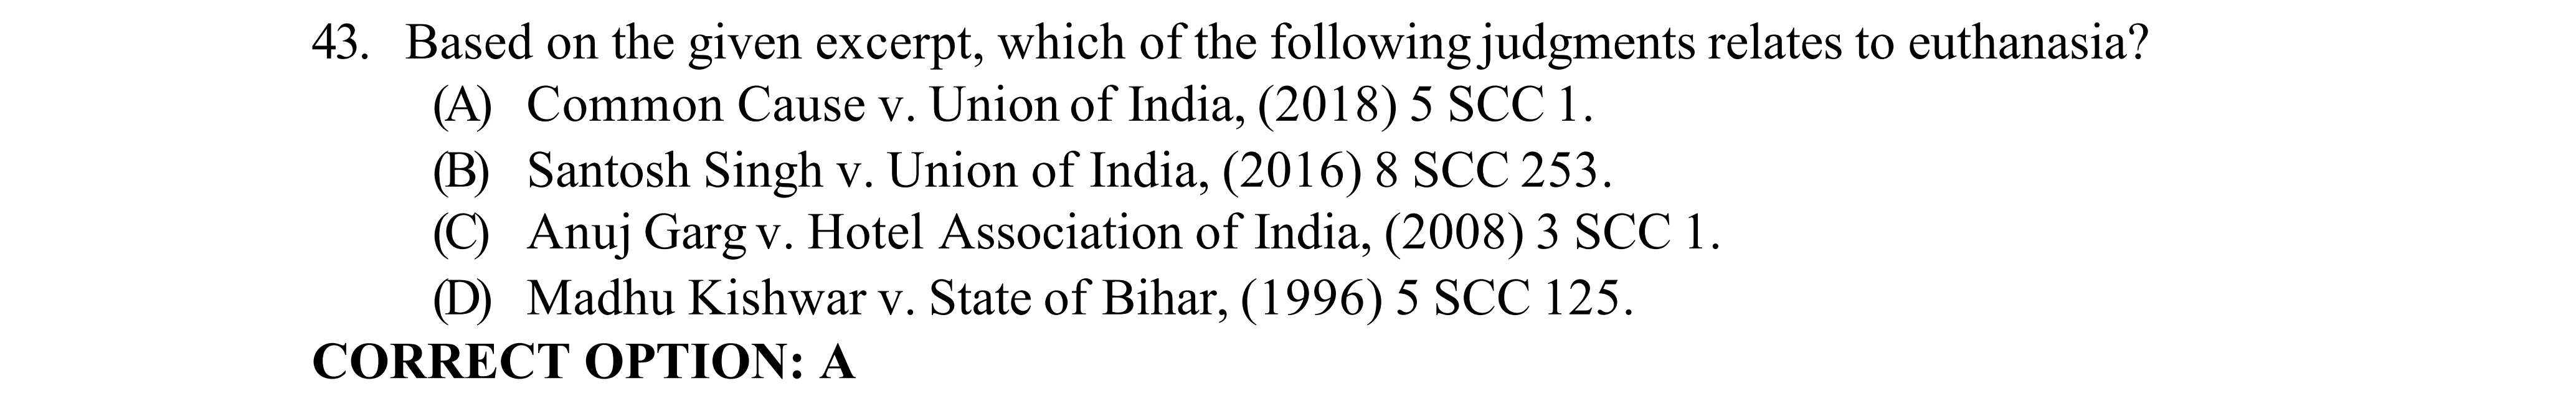 43. Based on the given excerpt, which of the following judgments relates to euthanasia?
(A) Common Cause v. Union of India, (2018) 5 SCC 1.
(B) Santosh Singh v. Union of India, (2016) 8 SCC 253.
(C) Anuj Garg v. Hotel Association of India, (2008) 3 SCC 1.
(D) Madhu Kishwar v. State of Bihar, (1996) 5 SCC 125.
CORRECT OPTION: A